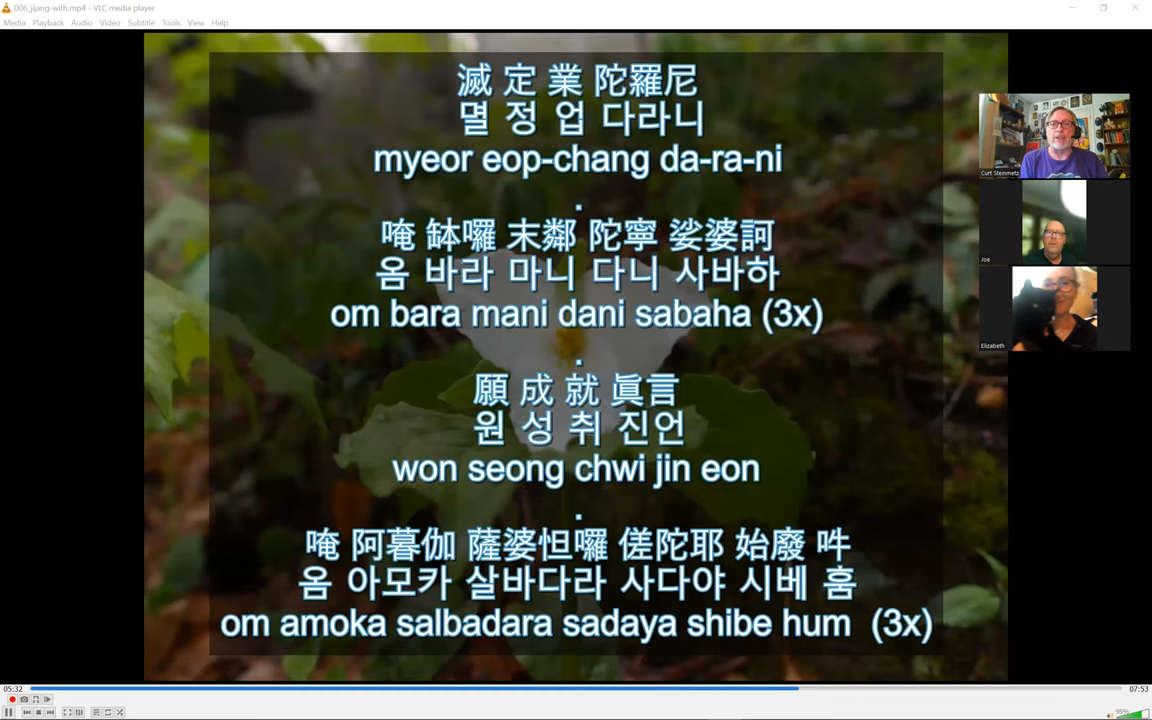 006_jijang-with.mp4 - VLC media player
Media Playback Audio Video Subtitle Tools View Help
滅 定 業 陀羅尼
멸 정 업 다라니
myeor eop-chang da-ra-ni
.
唵 鉢囉 末鄰 陀寧 娑婆訶
옴 바라 마니 다니 사바하
om bara mani dani sabaha (3x)
.
願 成 就 眞言
원 성 취 진언
won seong chwi jin eon
.
唵 阿暮伽 薩婆怛囉 傞陀耶 始廢 吽
옴 아모카 살바다라 사다야 시베 훔
om amoka salbadara sadaya shibe hum (3x)
Curt Steinmetz
Joe
Elizabeth
05:32
07:53
95%